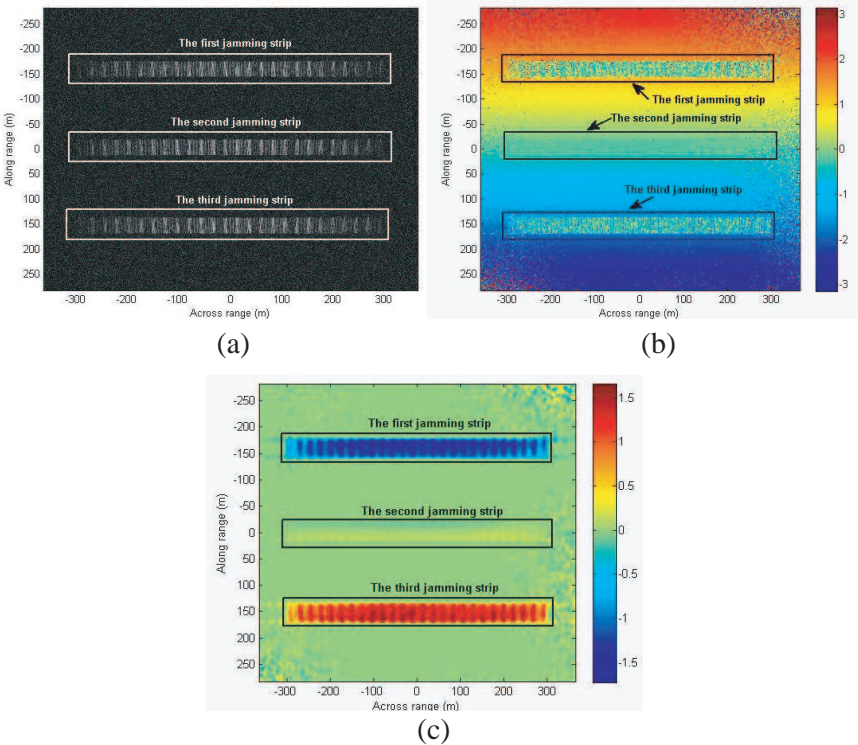 The first jamming strip
The second jamming strip
The third jamming strip
Along range (m)
-250
-200
-150
-100
-50
0
50
100
150
200
250
-300 -200 -100 0 100 200 300
Across range (m)
(a)
The first jamming strip
The second jamming strip
The third jamming strip
Along range (m)
-250
-200
-150
-100
-50
0
50
100
150
200
250
-300 -200 -100 0 100 200 300
Across range (m)
3
2
1
0
-1
-2
-3
(b)
The first jamming strip
The second jamming strip
The third jamming strip
Along range (m)
-250
-200
-150
-100
-50
0
50
100
150
200
250
-300 -200 -100 0 100 200 300
Across range (m)
1.5
1
0.5
0
-0.5
-1
-1.5
(c)